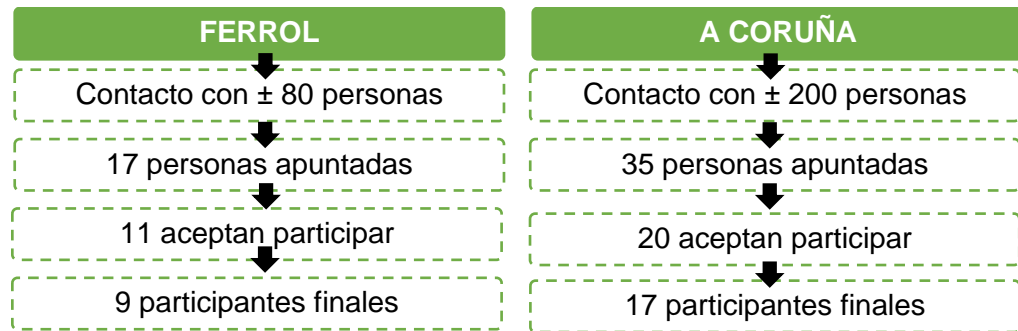 FERROL
Contacto con ± 80 personas
17 personas apuntadas
11 aceptan participar
9 participantes finales
A CORUÑA
Contacto con ± 200 personas
35 personas apuntadas
20 aceptan participar
17 participantes finales